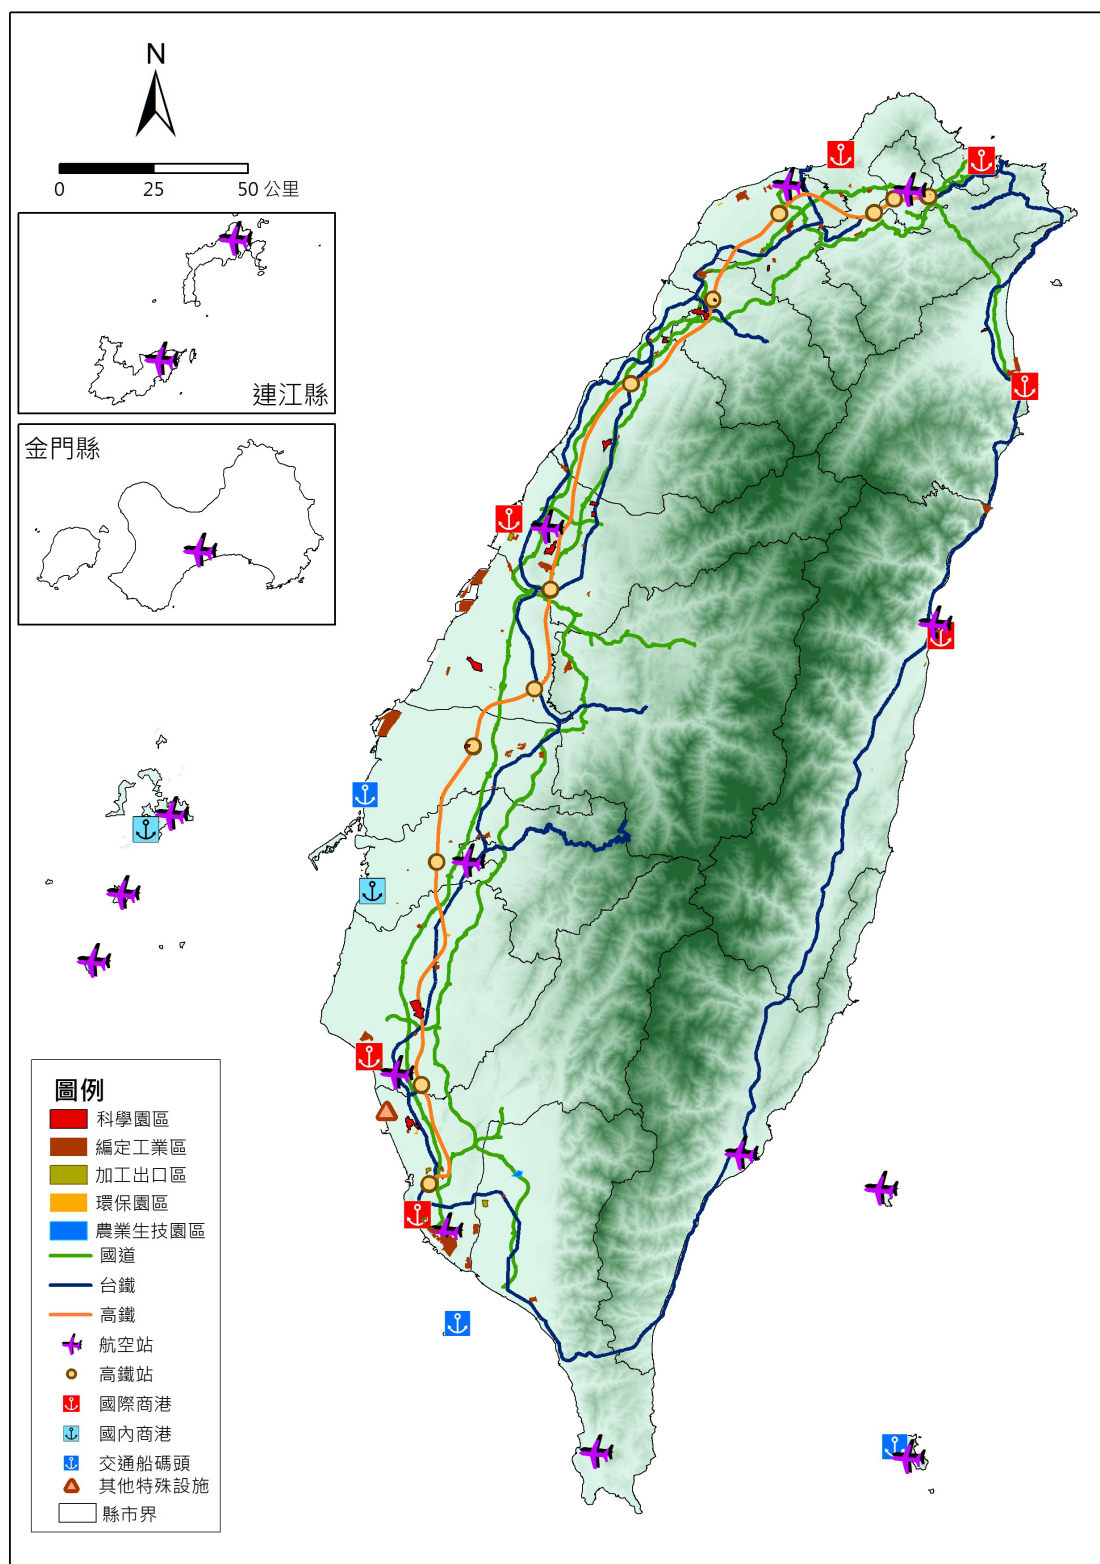 N
0 25 50 公里
連江縣
金門縣
圖例
科學園區
編定工業區
加工出口區
環保園區
農業生技園區
國道
台鐵
高鐵
航空站
高鐵站
國際商港
國內商港
交通船碼頭
其他特殊設施
縣市界